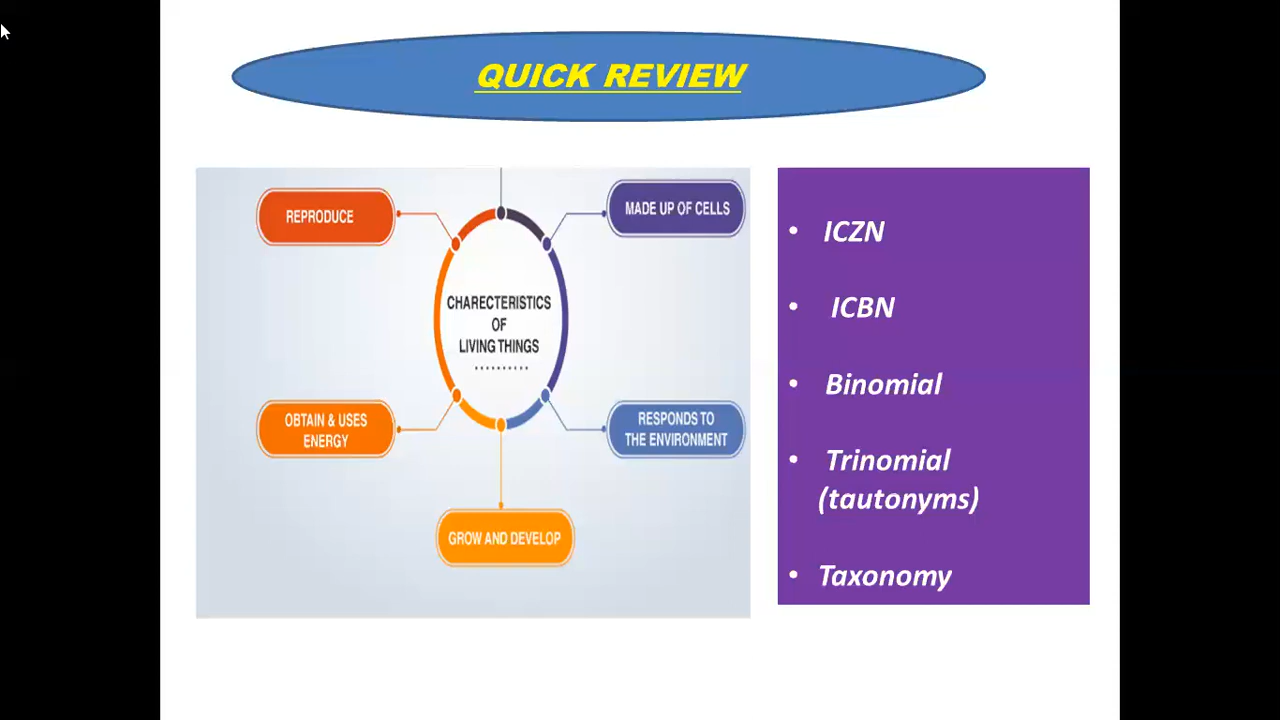 QUICK REVIEW
REPRODUCE
MADE UP OF CELLS
CHARECTERISTICS
OF
LIVING THINGS
OBTAIN & USES
ENERGY
RESPONDS TO
THE ENVIRONMENT
GROW AND DEVELOP
• ICZN
• ICBN
• Binomial
• Trinomial
(tautonyms)
• Taxonomy